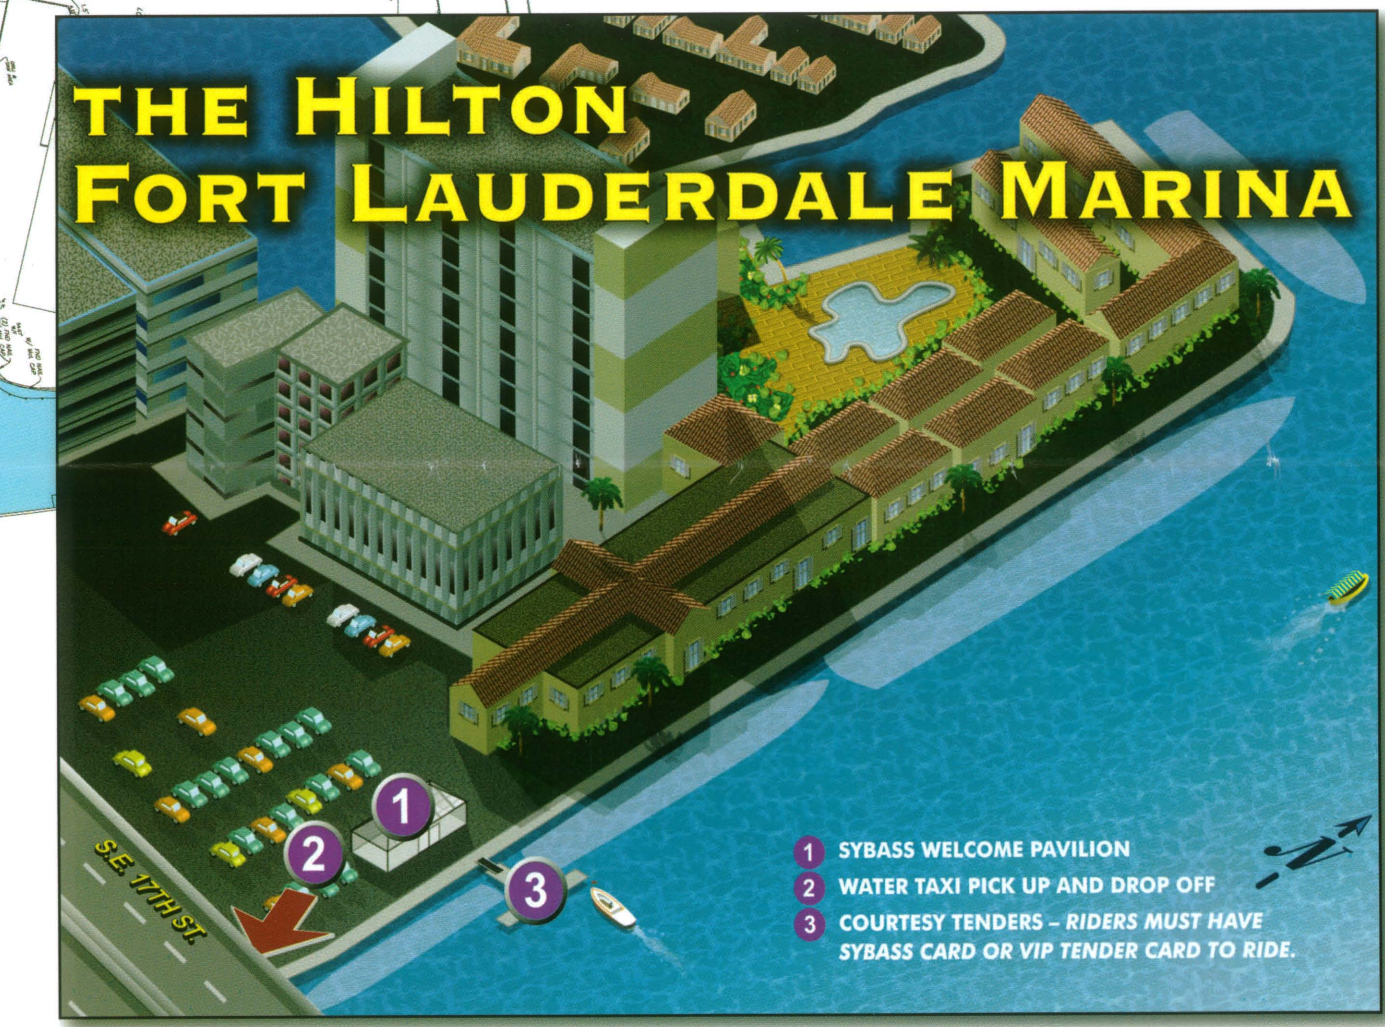 THE HILTON
FORT LAUDERDALE MARINA
1
2
3
S.E. 17TH ST.
1 SYBASS WELCOME PAVILION
2 WATER TAXI PICK UP AND DROP OFF
3 COURTESY TENDERS – RIDERS MUST HAVE
SYBASS CARD OR VIP TENDER CARD TO RIDE.
N